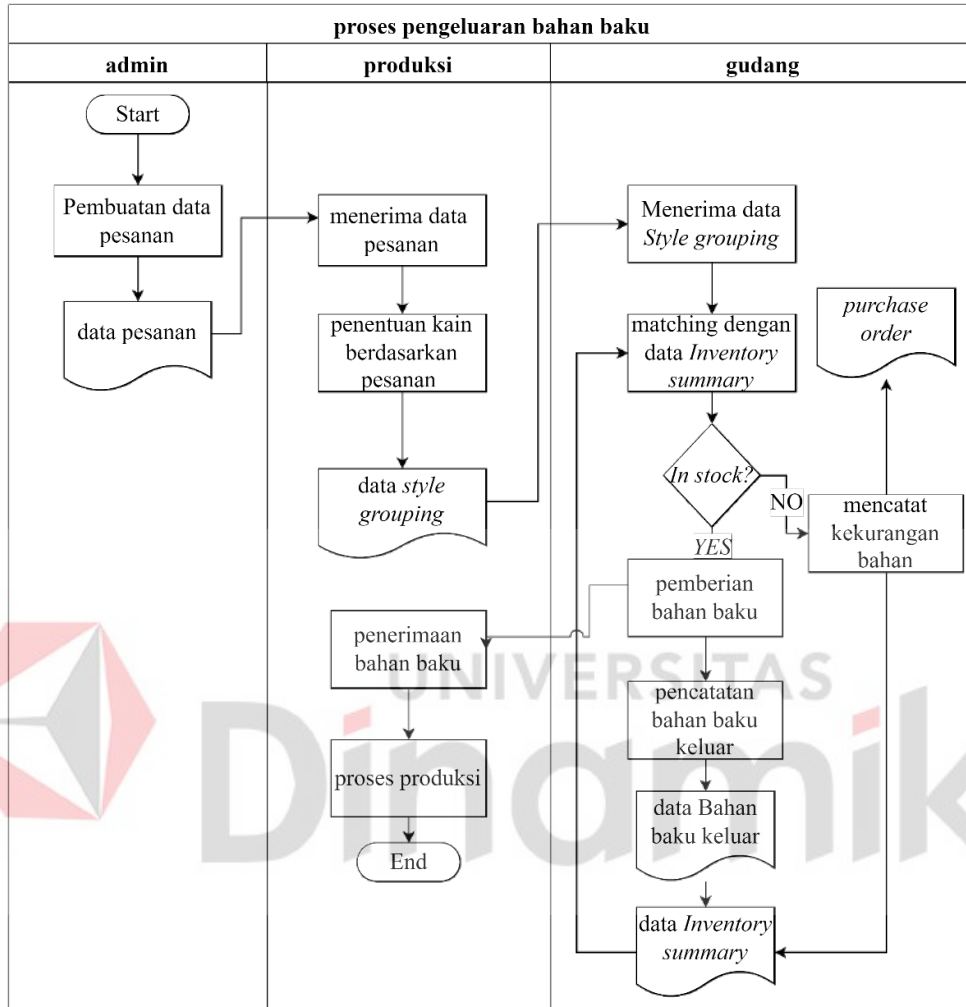 proses pengeluaran bahan baku
admin
produksi
gudang
Start
Pembuatan data
pesanan
data pesanan
menerima data
pesanan
penentuan kain
berdasarkan
pesanan
data style
grouping
penerimaan
bahan baku
proses produksi
End
Menerima data
Style grouping
matching dengan
data Inventory
summary
In stock?
NO
YES
purchase
order
mencatat
kekurangan
bahan
pemberian
bahan baku
pencatatan
bahan baku
keluar
data Bahan
baku keluar
data Inventory
summary
UNIVERSITAS
Dinamik